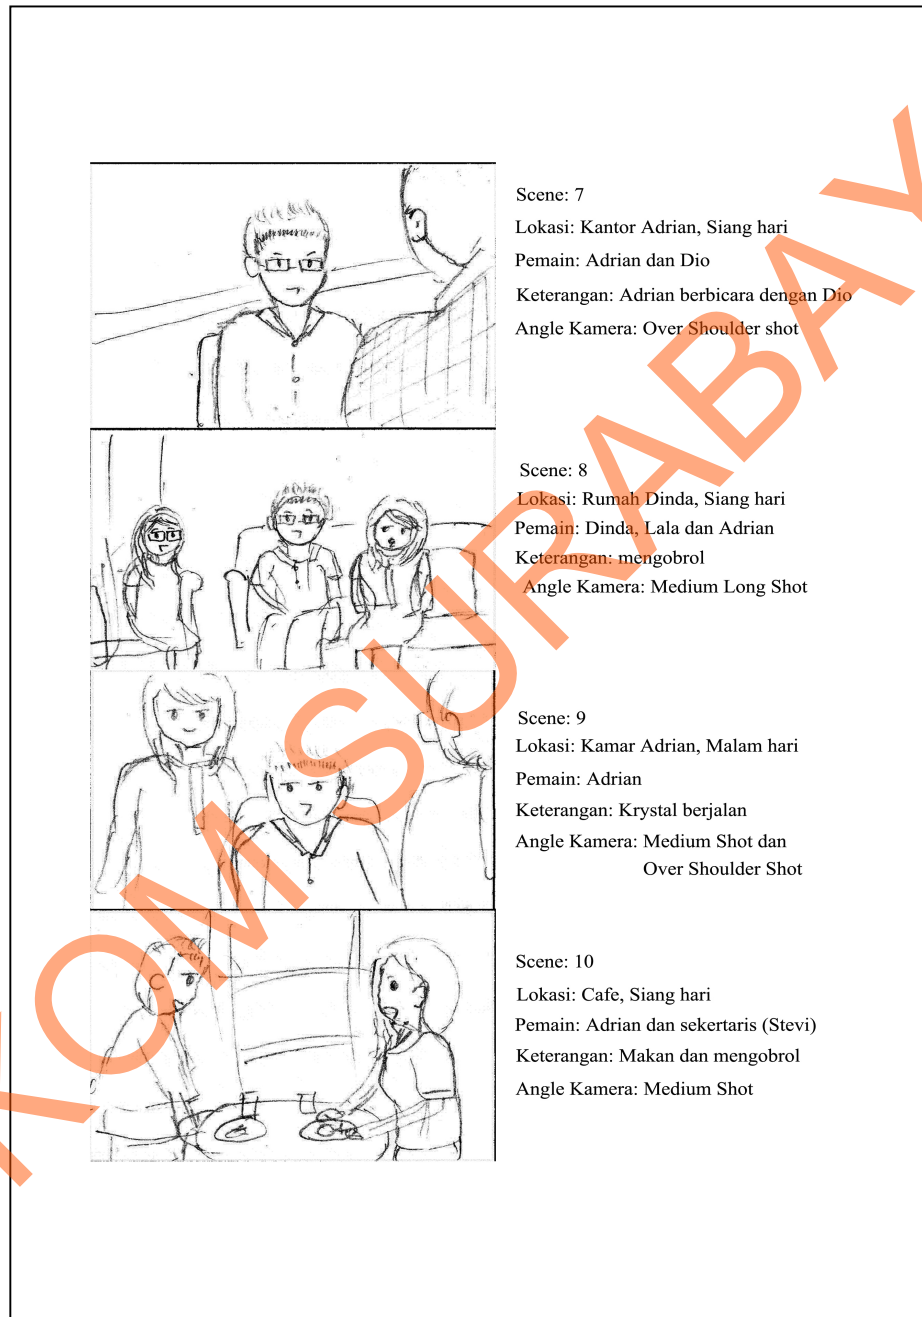 Scene: 7
Lokasi: Kantor Adrian, Siang hari
Pemain: Adrian dan Dio
Keterangan: Adrian berbicara dengan Dio
Angle Kamera: Over Shoulder shot
Scene: 8
Lokasi: Rumah Dinda, Siang hari
Pemain: Dinda, Lala dan Adrian
Keterangan: mengobrol
Angle Kamera: Medium Long Shot
Scene: 9
Lokasi: Kamar Adrian, Malam hari
Pemain: Adrian
Keterangan: Krystal berjalan
Angle Kamera: Medium Shot dan
Over Shoulder Shot
Scene: 10
Lokasi: Cafe, Siang hari
Pemain: Adrian dan sekertaris (Stevi)
Keterangan: Makan dan mengobrol
Angle Kamera: Medium Shot
KOM SURABAY